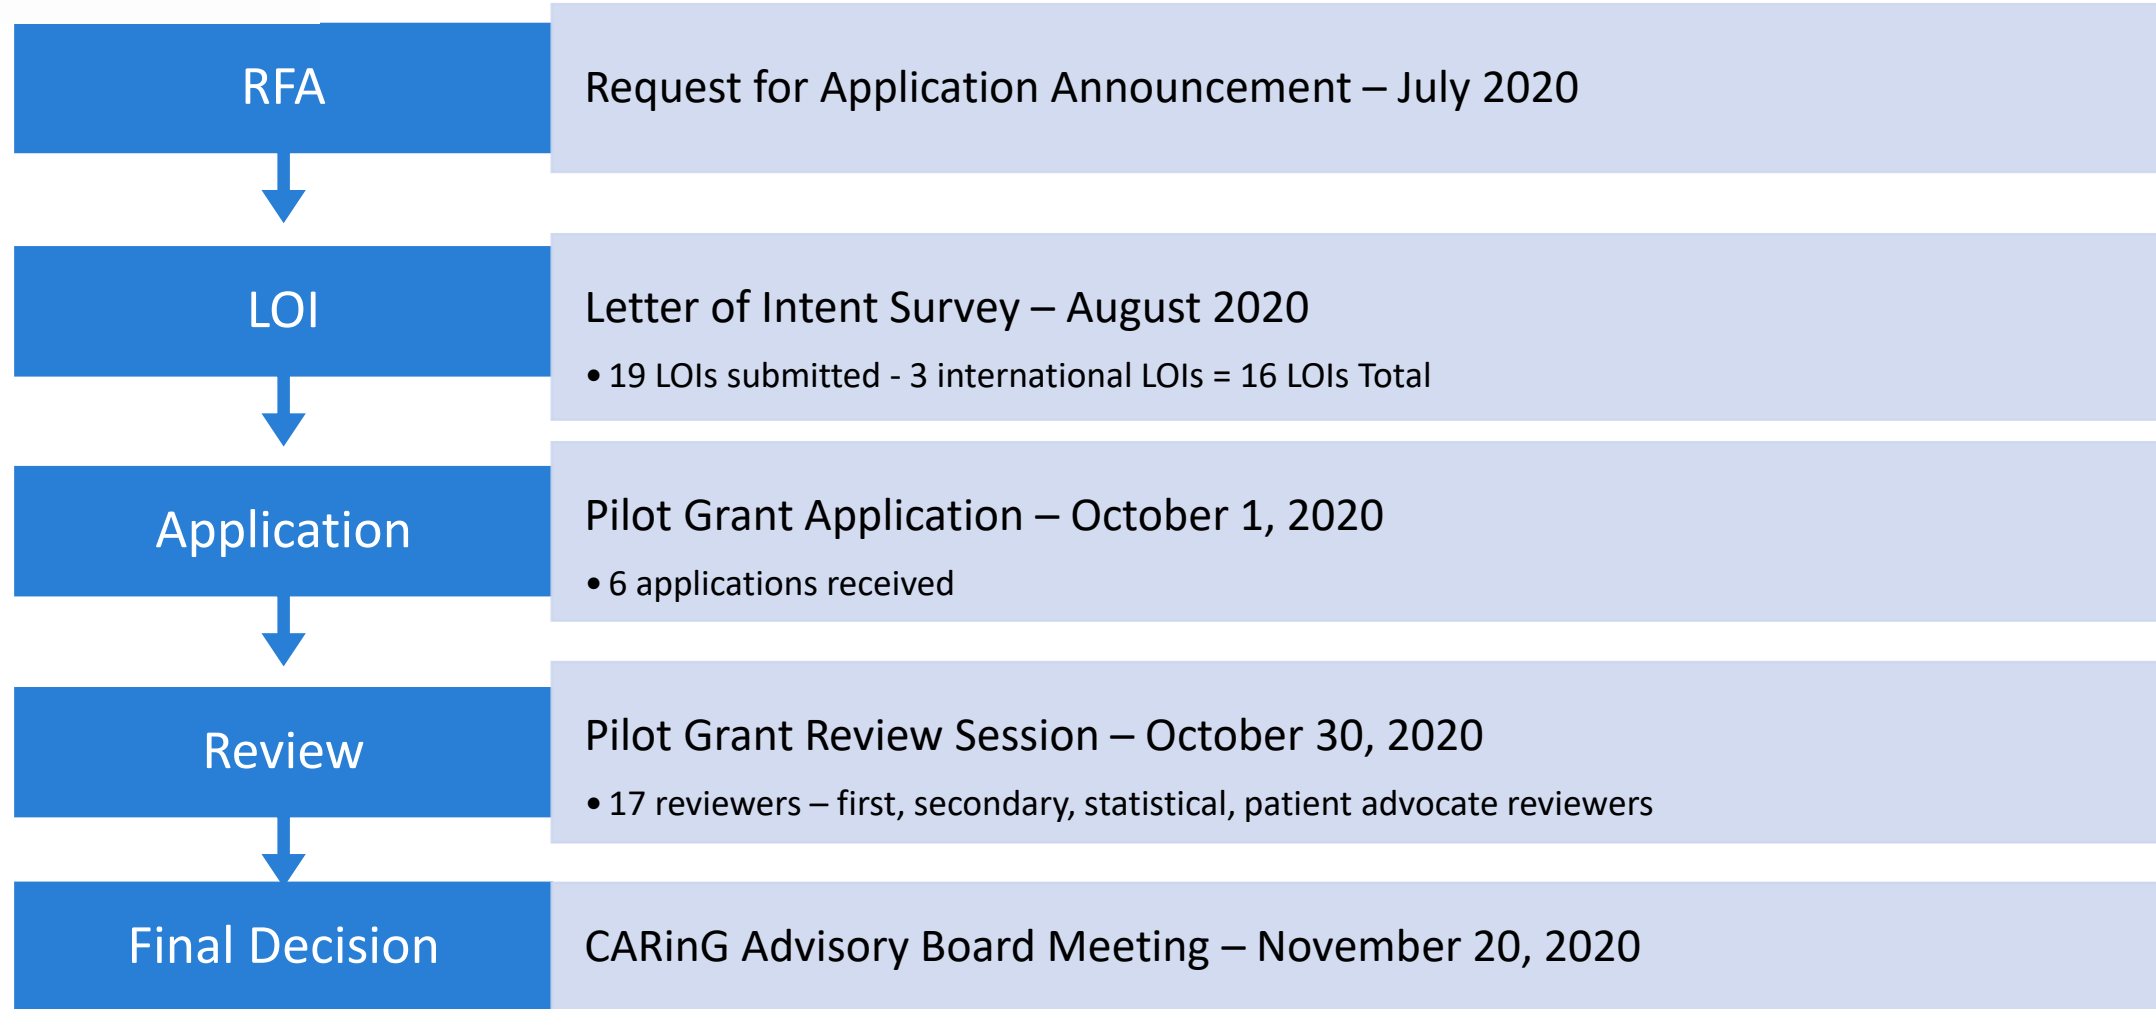 RFA
Request for Application Announcement – July 2020
LOI
Letter of Intent Survey – August 2020
• 19 LOIs submitted - 3 international LOIs = 16 LOIs Total
Application
Pilot Grant Application – October 1, 2020
• 6 applications received
Review
Pilot Grant Review Session – October 30, 2020
• 17 reviewers – first, secondary, statistical, patient advocate reviewers
Final Decision
CARinG Advisory Board Meeting – November 20, 2020